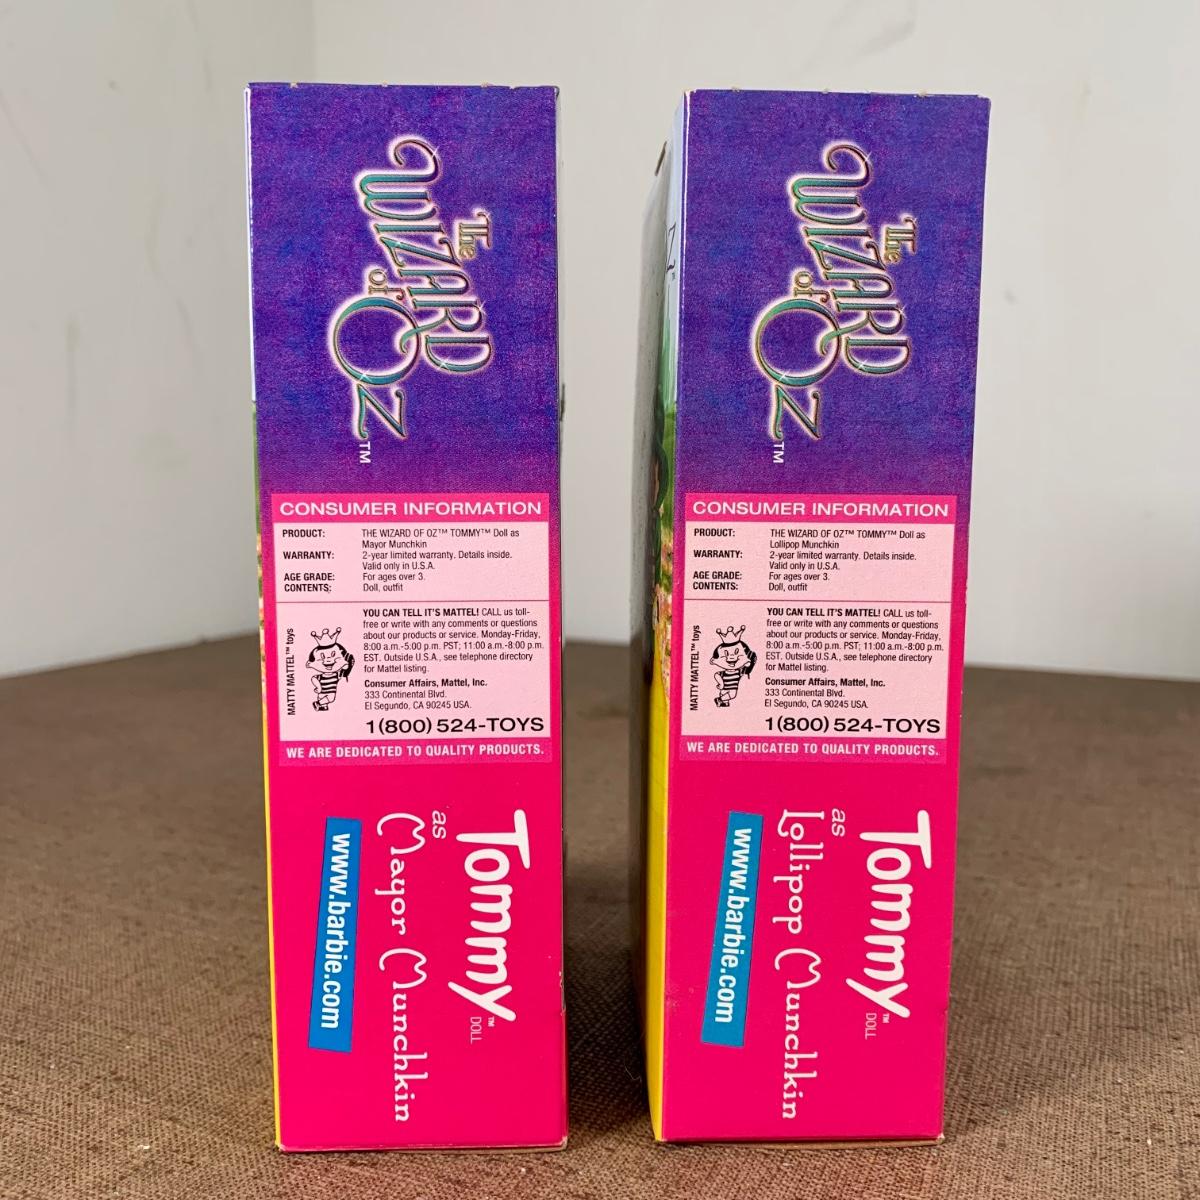 The
WIZARD
of
Oz™
CONSUMER INFORMATION
PRODUCT: THE WIZARD OF OZ™ TOMMY™ Doll as
Mayor Munchkin
WARRANTY: 2-year limited warranty. Details inside.
Valid only in U.S.A.
AGE GRADE: For ages over 3.
CONTENTS: Doll, outfit
MATTY MATTEL™ toys
YOU CAN TELL IT'S MATTEL! CALL us toll-
free or write with any comments or questions
about our products or service. Monday-Friday,
8:00 a.m.-5:00 p.m. PST; 11:00 a.m.-8:00 p.m.
EST. Outside U.S.A., see telephone directory
for Mattel listing.
Consumer Affairs, Mattel, Inc.
333 Continental Blvd.
El Segundo, CA 90245 USA.
1(800) 524-TOYS
WE ARE DEDICATED TO QUALITY PRODUCTS.
Tommy™ DOLL
as
Mayor Munchkin
www.barbie.com
The
WIZARD
of
Oz™
CONSUMER INFORMATION
PRODUCT: THE WIZARD OF OZ™ TOMMY™ Doll as
Lollipop Munchkin
WARRANTY: 2-year limited warranty. Details inside.
Valid only in U.S.A.
AGE GRADE: For ages over 3.
CONTENTS: Doll, outfit
MATTY MATTEL™ toys
YOU CAN TELL IT'S MATTEL! CALL us toll-
free or write with any comments or questions
about our products or service. Monday-Friday,
8:00 a.m.-5:00 p.m. PST; 11:00 a.m.-8:00 p.m.
EST. Outside U.S.A., see telephone directory
for Mattel listing.
Consumer Affairs, Mattel, Inc.
333 Continental Blvd.
El Segundo, CA 90245 USA.
1(800) 524-TOYS
WE ARE DEDICATED TO QUALITY PRODUCTS.
Tommy™ DOLL
as
Lollipop Munchkin
www.barbie.com